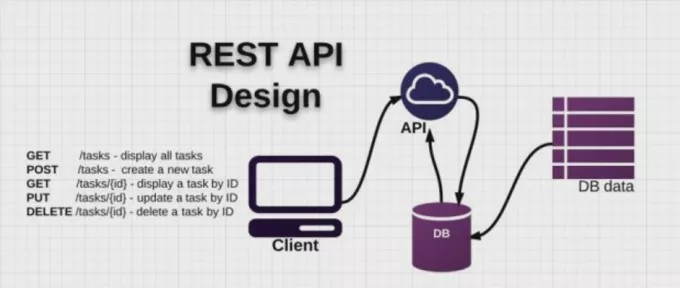 REST API
Design
GET /tasks - display all tasks
POST /tasks - create a new task
GET /tasks/{id} - display a task by ID
PUT /tasks/{id} - update a task by ID
DELETE /tasks/{id} - delete a task by ID
Client
API
DB
DB data